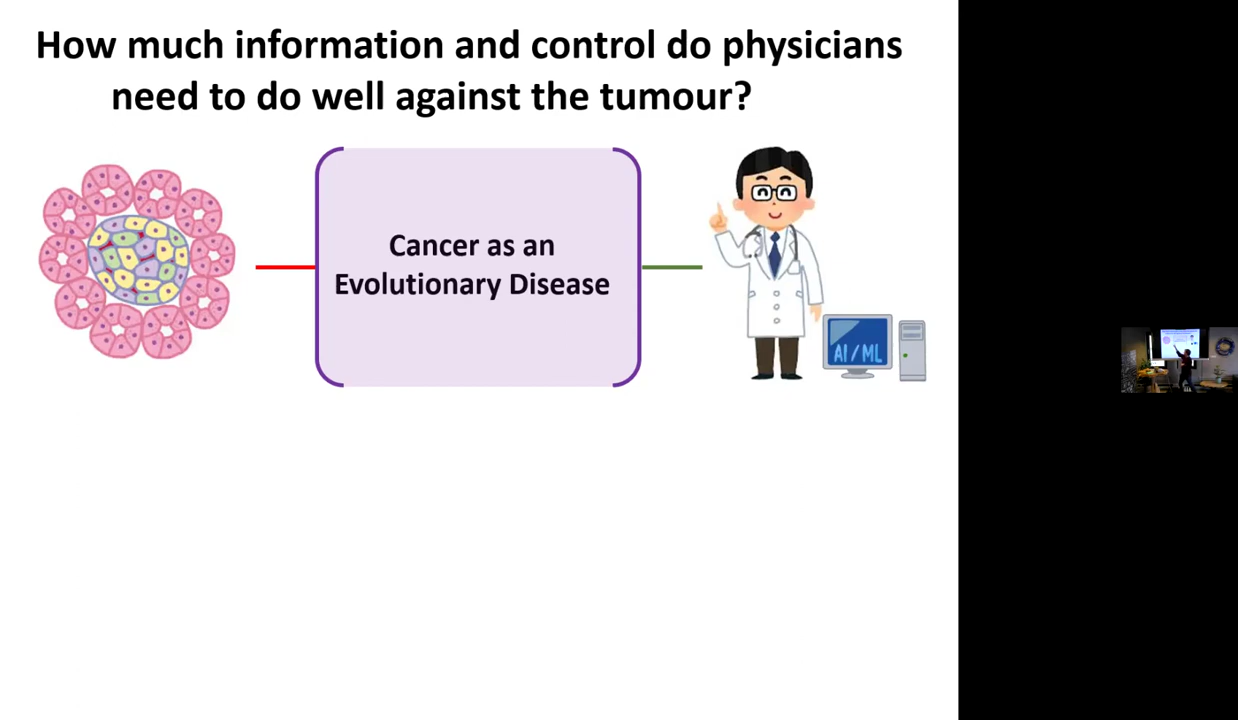 How much information and control do physicians
need to do well against the tumour?
Cancer as an
Evolutionary Disease
AI/ML